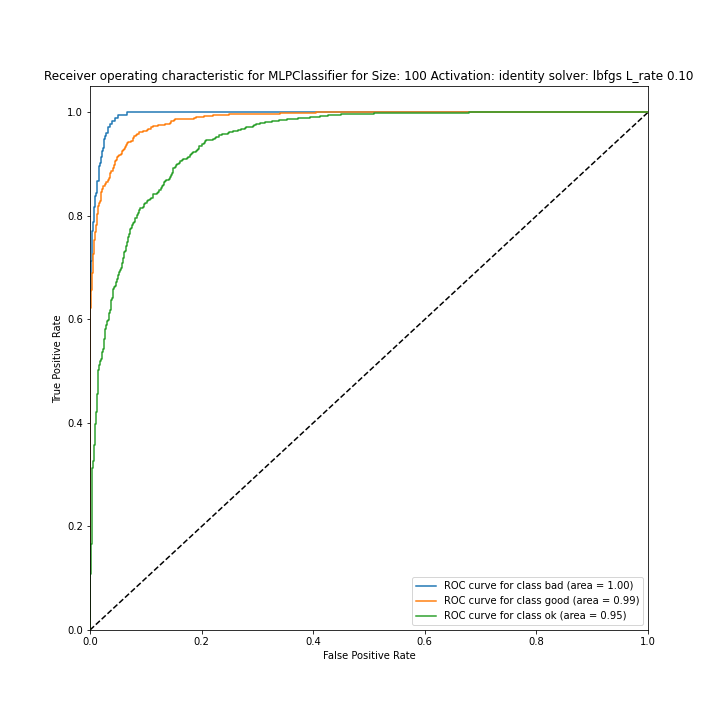 Receiver operating characteristic for MLPClassifier for Size: 100 Activation: identity solver: lbfgs L_rate 0.10
1.0
0.8
0.6
0.4
0.2
0.0
True Positive Rate
0.0 0.2 0.4 0.6 0.8 1.0
False Positive Rate
ROC curve for class bad (area = 1.00)
ROC curve for class good (area = 0.99)
ROC curve for class ok (area = 0.95)